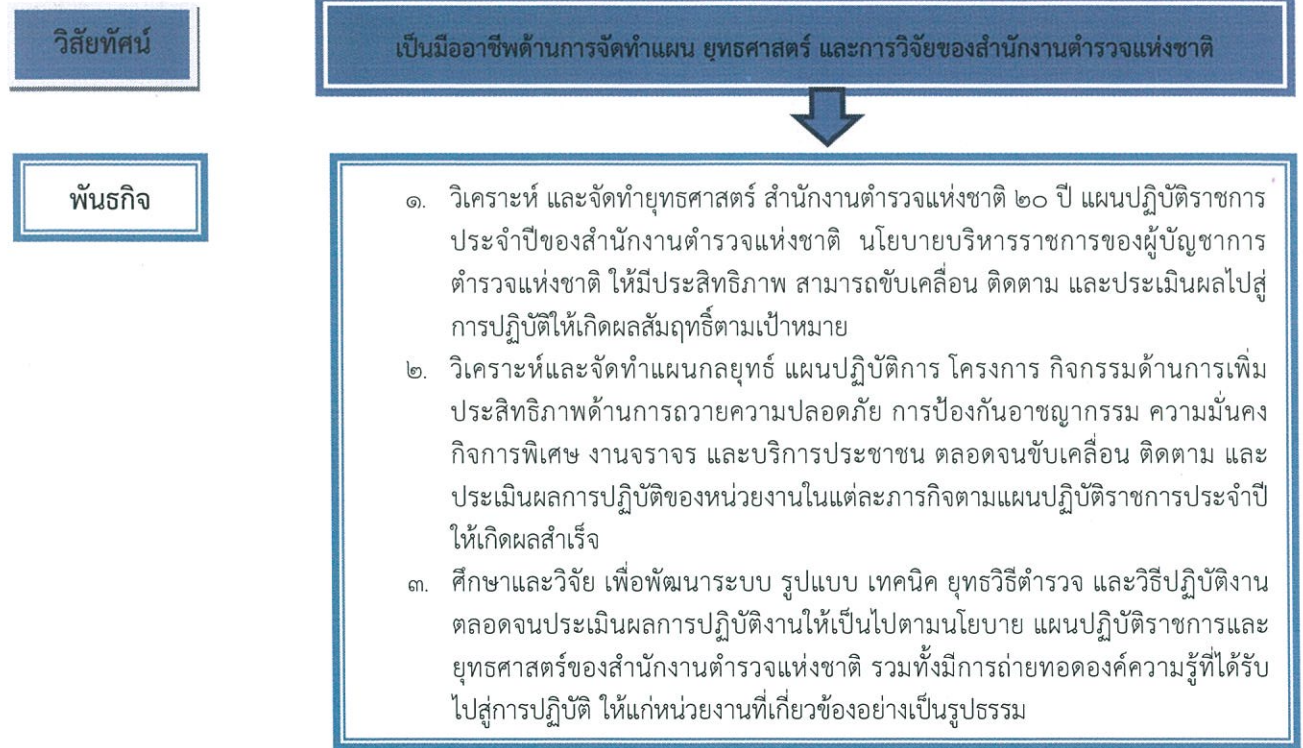 วิสัยทัศน์
เป็นมืออาชีพด้านการจัดทำแผน ยุทธศาสตร์ และการวิจัยของสำนักงานตำรวจแห่งชาติ
พันธกิจ
๑. วิเคราะห์ และจัดทำยุทธศาสตร์ สำนักงานตำรวจแห่งชาติ ๒๐ ปี แผนปฏิบัติราชการ
ประจำปีของสำนักงานตำรวจแห่งชาติ นโยบายบริหารราชการของผู้บัญชาการ
ตำรวจแห่งชาติ ให้มีประสิทธิภาพ สามารถขับเคลื่อน ติดตาม และประเมินผลไปสู่
การปฏิบัติให้เกิดผลสัมฤทธิ์ตามเป้าหมาย
๒. วิเคราะห์และจัดทำแผนกลยุทธ์ แผนปฏิบัติการ โครงการ กิจกรรมด้านการเพิ่ม
ประสิทธิภาพด้านการถวายความปลอดภัย การป้องกันอาชญากรรม ความมั่นคง
กิจการพิเศษ งานจราจร และบริการประชาชน ตลอดจนขับเคลื่อน ติดตาม และ
ประเมินผลการปฏิบัติของหน่วยงานในแต่ละภารกิจตามแผนปฏิบัติราชการประจำปี
ให้เกิดผลสำเร็จ
๓. ศึกษาและวิจัย เพื่อพัฒนาระบบ รูปแบบ เทคนิค ยุทธวิธีตำรวจ และวิธีปฏิบัติงาน
ตลอดจนประเมินผลการปฏิบัติงานให้เป็นไปตามนโยบาย แผนปฏิบัติราชการและ
ยุทธศาสตร์ของสำนักงานตำรวจแห่งชาติ รวมทั้งมีการถ่ายทอดองค์ความรู้ที่ได้รับ
ไปสู่การปฏิบัติ ให้แก่หน่วยงานที่เกี่ยวข้องอย่างเป็นรูปธรรม